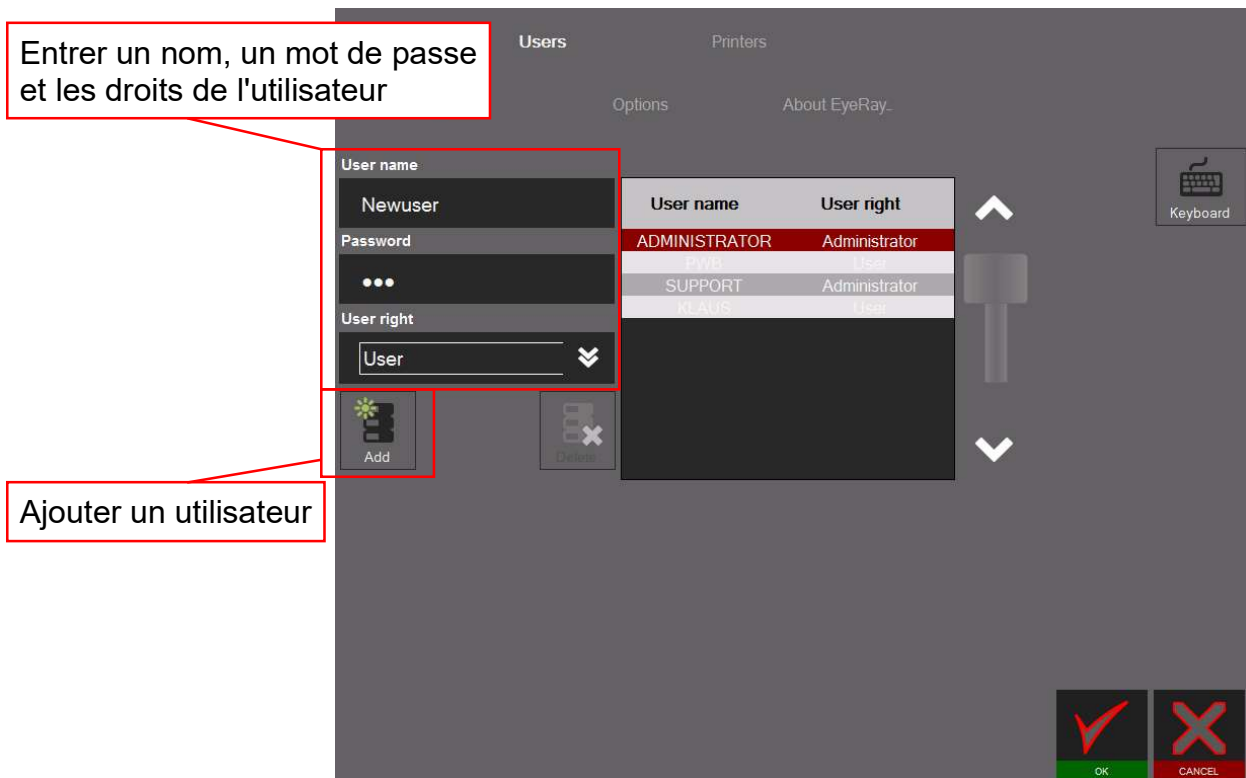 Entrer un nom, un mot de passe
et les droits de l'utilisateur
Users Printers
Options About EyeRay..
User name
Newuser
Password
•••
User right
User
Add
Delete..
Ajouter un utilisateur
User name User right
ADMINISTRATOR Administrator
PWB User
SUPPORT Administrator
KLAUS User
Keyboard
OK
CANCEL